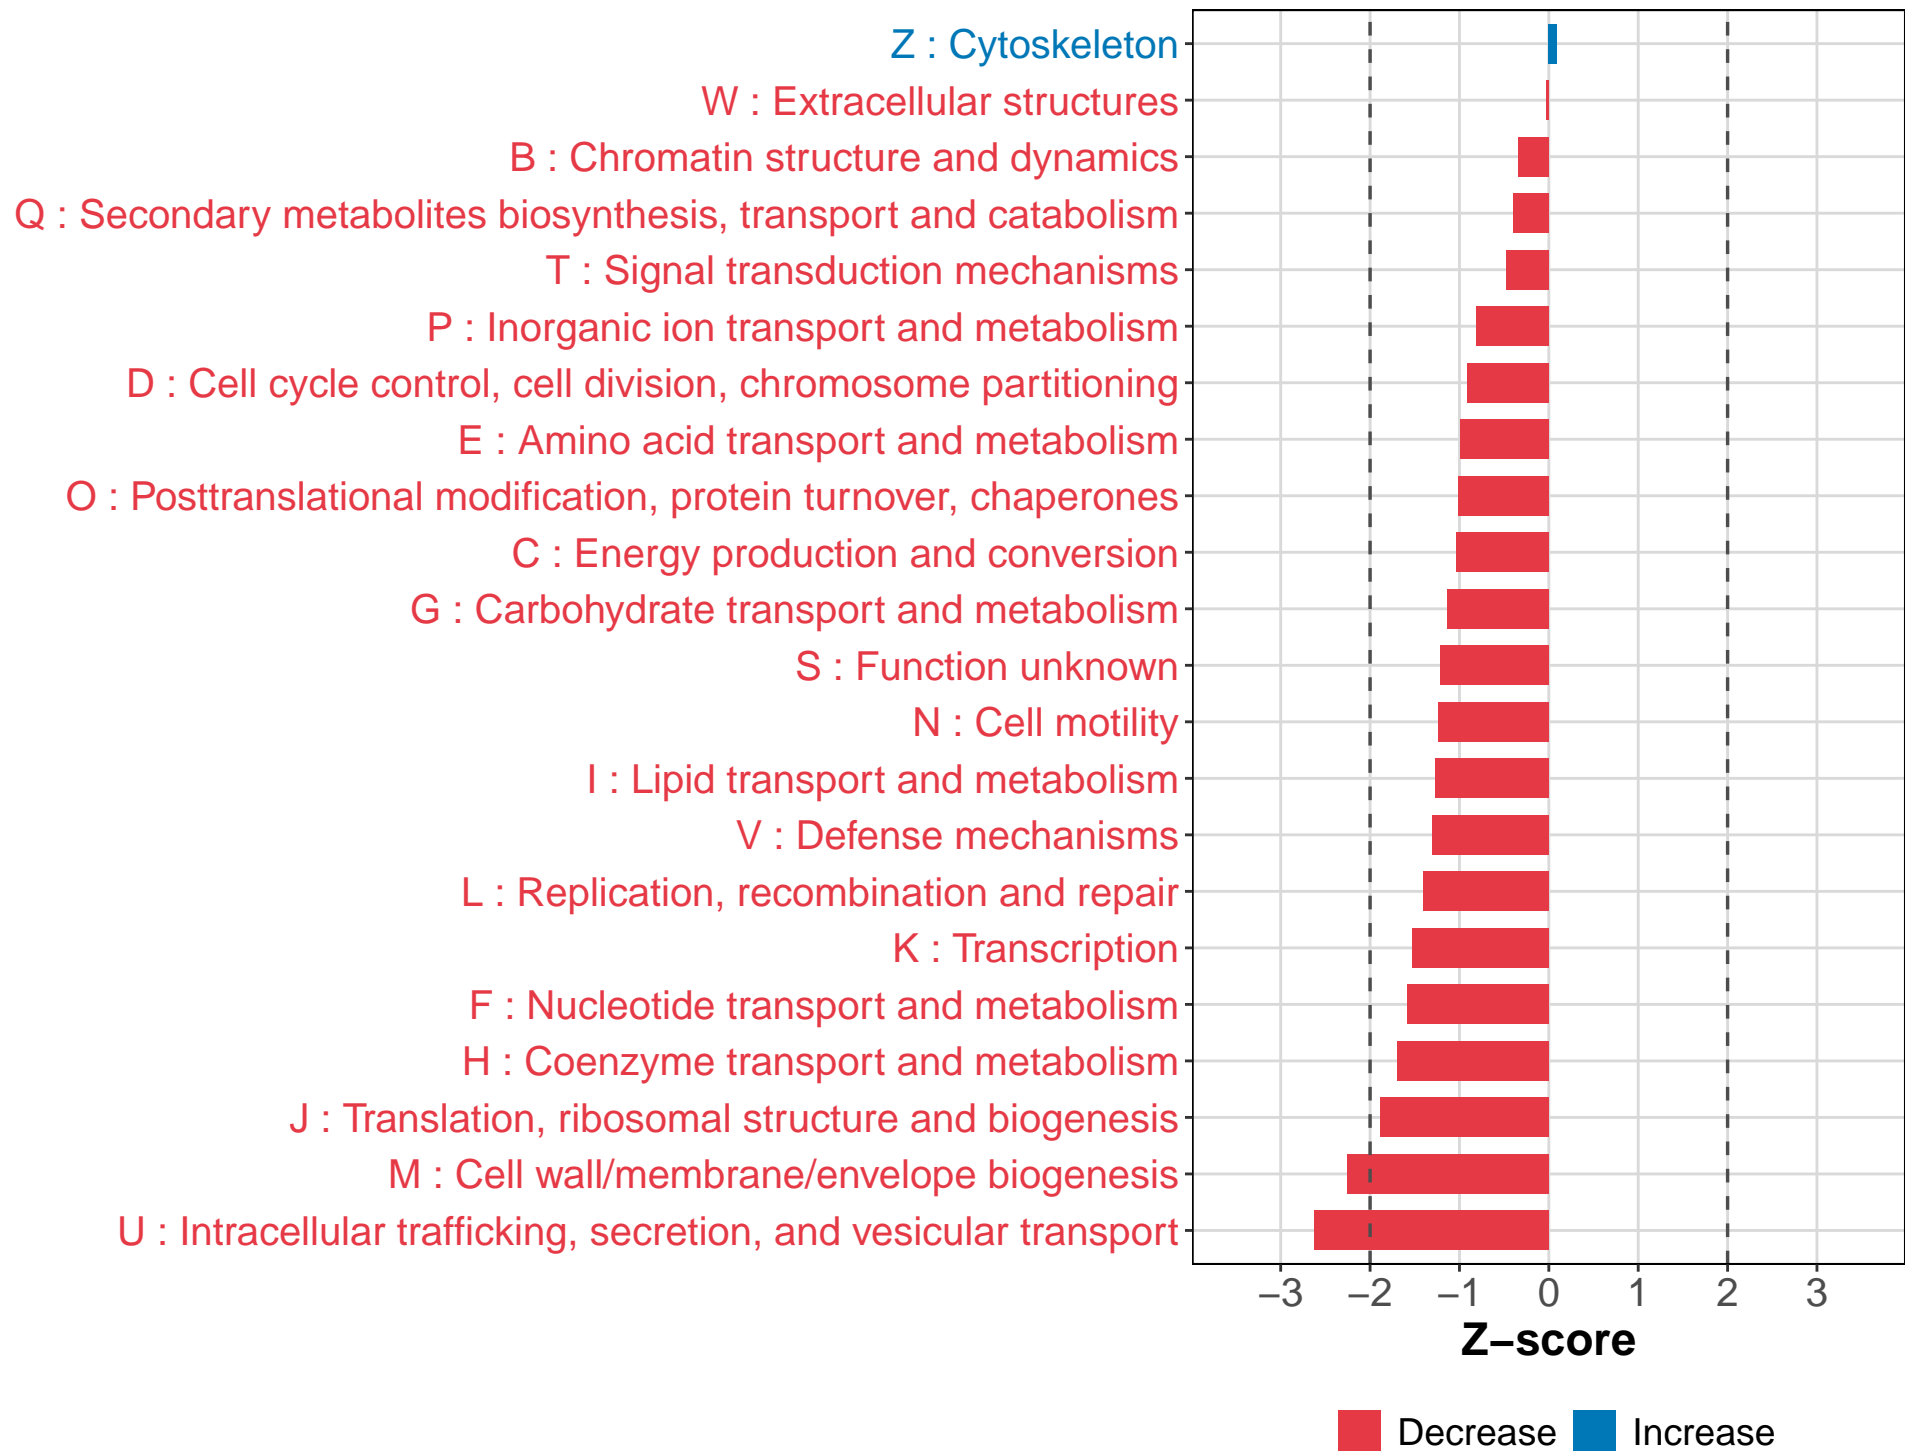 Z : Cytoskeleton
W : Extracellular structures
B : Chromatin structure and dynamics
Q : Secondary metabolites biosynthesis, transport and catabolism
T : Signal transduction mechanisms
P : Inorganic ion transport and metabolism
D : Cell cycle control, cell division, chromosome partitioning
E : Amino acid transport and metabolism
O : Posttranslational modification, protein turnover, chaperones
C : Energy production and conversion
G : Carbohydrate transport and metabolism
S : Function unknown
N : Cell motility
I : Lipid transport and metabolism
V : Defense mechanisms
L : Replication, recombination and repair
K : Transcription
F : Nucleotide transport and metabolism
H : Coenzyme transport and metabolism
J : Translation, ribosomal structure and biogenesis
M : Cell wall/membrane/envelope biogenesis
U : Intracellular trafficking, secretion, and vesicular transport
−3 −2 −1 0 1 2 3
Z−score
Decrease Increase